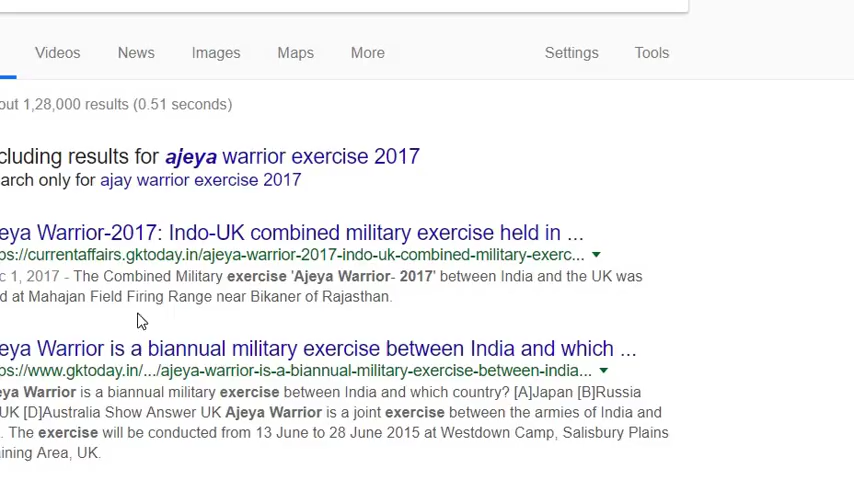 Videos News Images Maps More Settings Tools
out 1,28,000 results (0.51 seconds)
cluding results for ajeya warrior exercise 2017
arch only for ajay warrior exercise 2017
eya Warrior-2017: Indo-UK combined military exercise held in ...
ps://currentaffairs.gktoday.in/ajeya-warrior-2017-indo-uk-combined-military-exerc...
c 1, 2017 - The Combined Military exercise 'Ajeya Warrior- 2017' between India and the UK was
d at Mahajan Field Firing Range near Bikaner of Rajasthan.
eya Warrior is a biannual military exercise between India and which ...
ps://www.gktoday.in/.../ajeya-warrior-is-a-biannual-military-exercise-between-india...
eya Warrior is a biannual military exercise between India and which country? [A]Japan [B]Russia
UK [D]Australia Show Answer UK Ajeya Warrior is a joint exercise between the armies of India and
. The exercise will be conducted from 13 June to 28 June 2015 at Westdown Camp, Salisbury Plains
aining Area, UK.